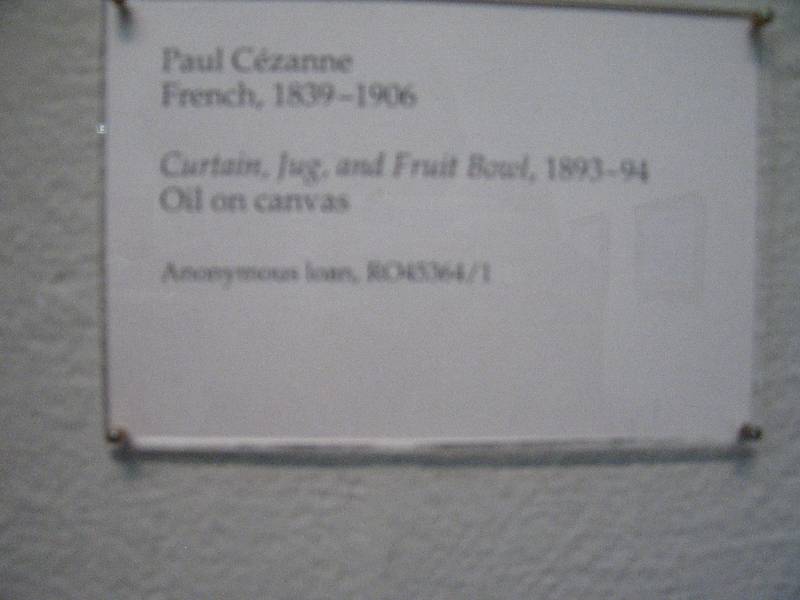 Paul Cézanne
French, 1839–1906
Curtain, Jug, and Fruit Bowl, 1893–94
Oil on canvas
Anonymous loan, RO45364/1